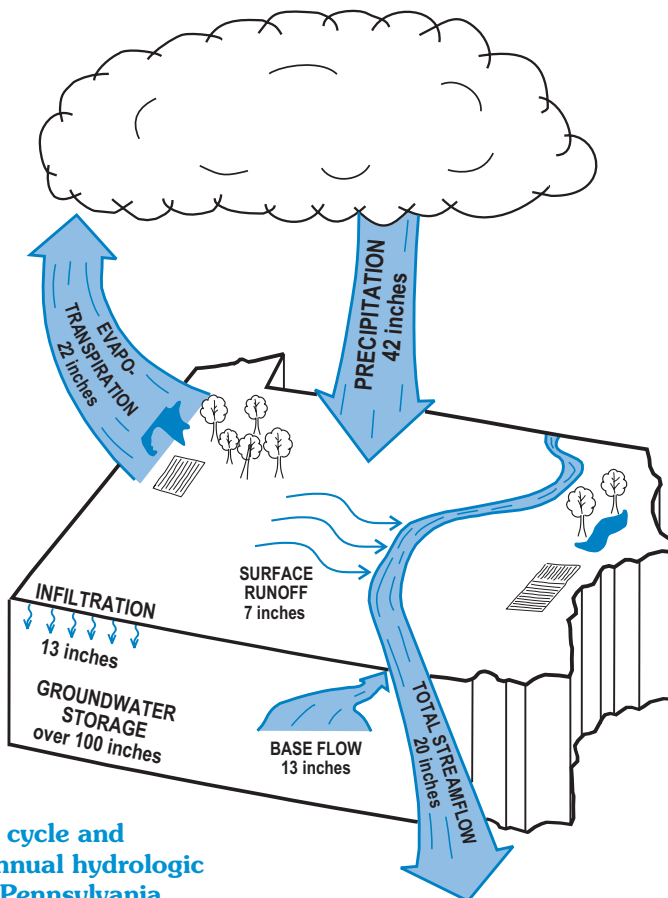 PRECIPITATION
42 inches
EVAPO-
TRANSPIRATION
22 inches
SURFACE
RUNOFF
7 inches
INFILTRATION
13 inches
GROUNDWATER
STORAGE
over 100 inches
BASE FLOW
13 inches
TOTAL STREAMFLOW
20 inches
cycle and
nnual hydrologic
Pennsylvania